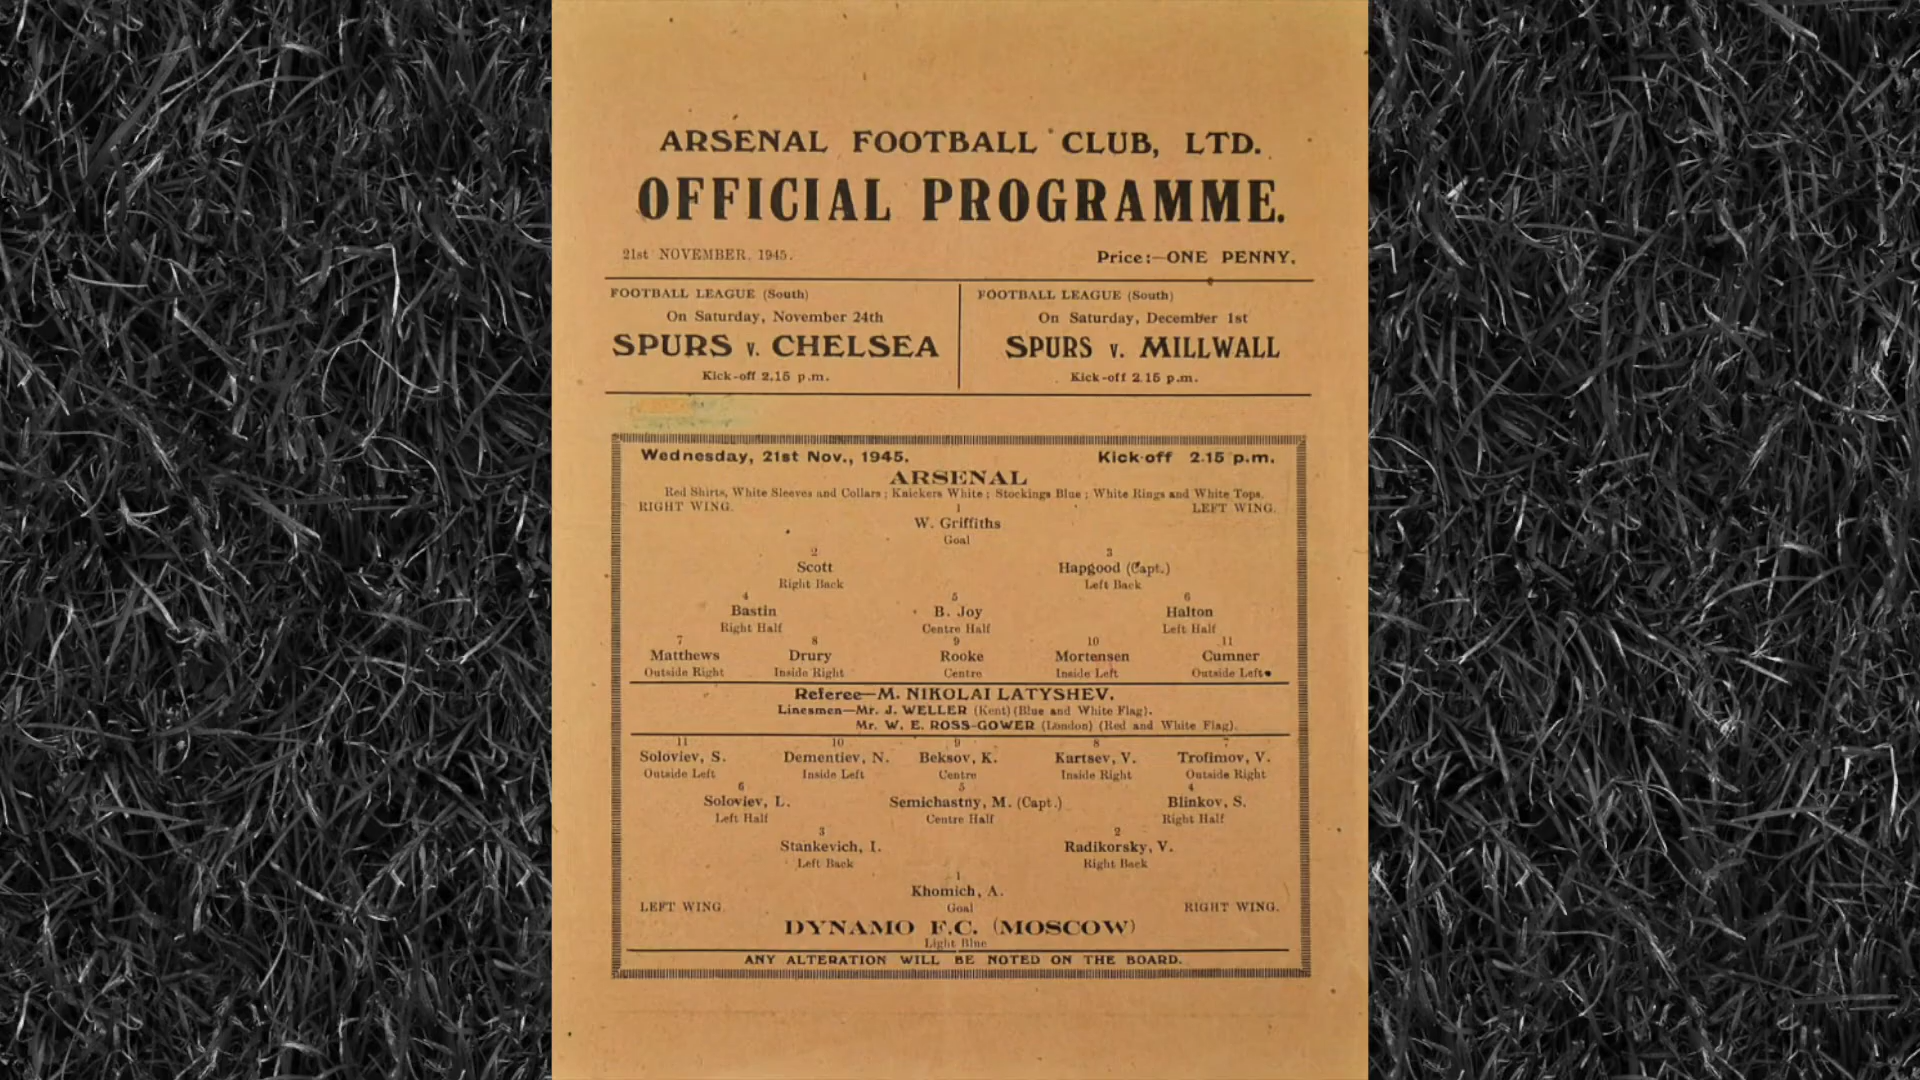 ARSENAL FOOTBALL CLUB, LTD.
OFFICIAL PROGRAMME.
21st NOVEMBER, 1945.
Price:—ONE PENNY.
FOOTBALL LEAGUE (South)
On Saturday, November 24th
SPURS v. CHELSEA
Kick-off 2.15 p.m.
FOOTBALL LEAGUE (South)
On Saturday, December 1st
SPURS v. MILLWALL
Kick-off 2.15 p.m.
Wednesday, 21st Nov., 1945. Kick-off 2.15 p.m.
ARSENAL
Red Shirts, White Sleeves and Collars ; Knickers White ; Stockings Blue ; White Rings and White Tops.
RIGHT WING. 1 LEFT WING.
W. Griffiths
Goal
2 3
Scott Hapgood (Capt.)
Right Back Left Back
4 5 6
Bastin B. Joy Halton
Right Half Centre Half Left Half
7 8 9 10 11
Matthews Drury Rooke Mortensen Cumner
Outside Right Inside Right Centre Inside Left Outside Left
Referee—M. NIKOLAI LATYSHEV.
Linesmen—Mr. J. WELLER (Kent) (Blue and White Flag).
Mr. W. E. ROSS-GOWER (London) (Red and White Flag).
11 10 9 8 7
Soloviev, S. Dementiev, N. Beksov, K. Kartsev, V. Trofimov, V.
Outside Left Inside Left Centre Inside Right Outside Right
6 5 4
Soloviev, L. Semichastny, M. (Capt.) Blinkov, S.
Left Half Centre Half Right Half
3 2
Stankevich, I. Radikorsky, V.
Left Back Right Back
1
Khomich, A.
LEFT WING. Goal RIGHT WING.
DYNAMO F.C. (MOSCOW)
Light Blue
ANY ALTERATION WILL BE NOTED ON THE BOARD.